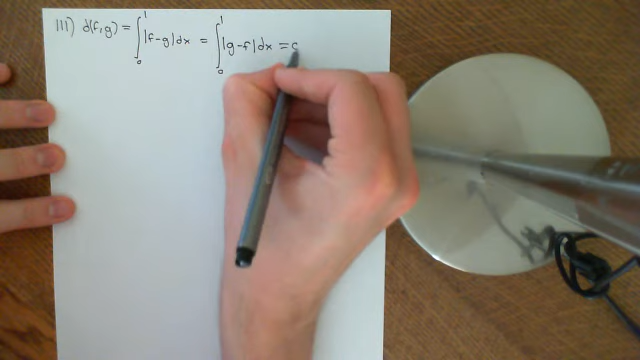 III) d(f,g) = ∫₀¹ |f-g|dx = ∫₀¹ |g-f|dx =